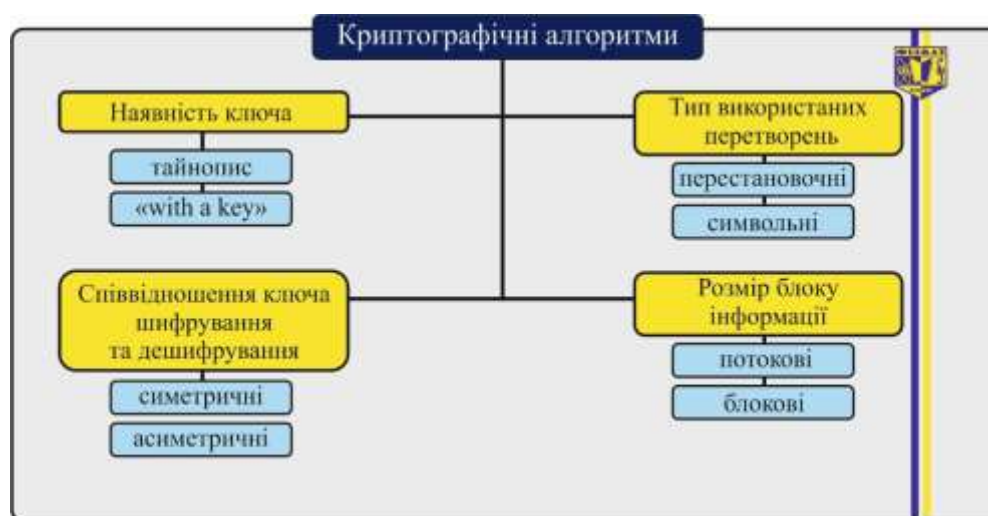 Криптографічні алгоритми
Наявність ключа
тайнопис
«with a key»
Тип використаних
перетворень
перестановочні
символьні
Співвідношення ключа
шифрування
та дешифрування
симетричні
асиметричні
Розмір блоку
інформації
потокові
блокові